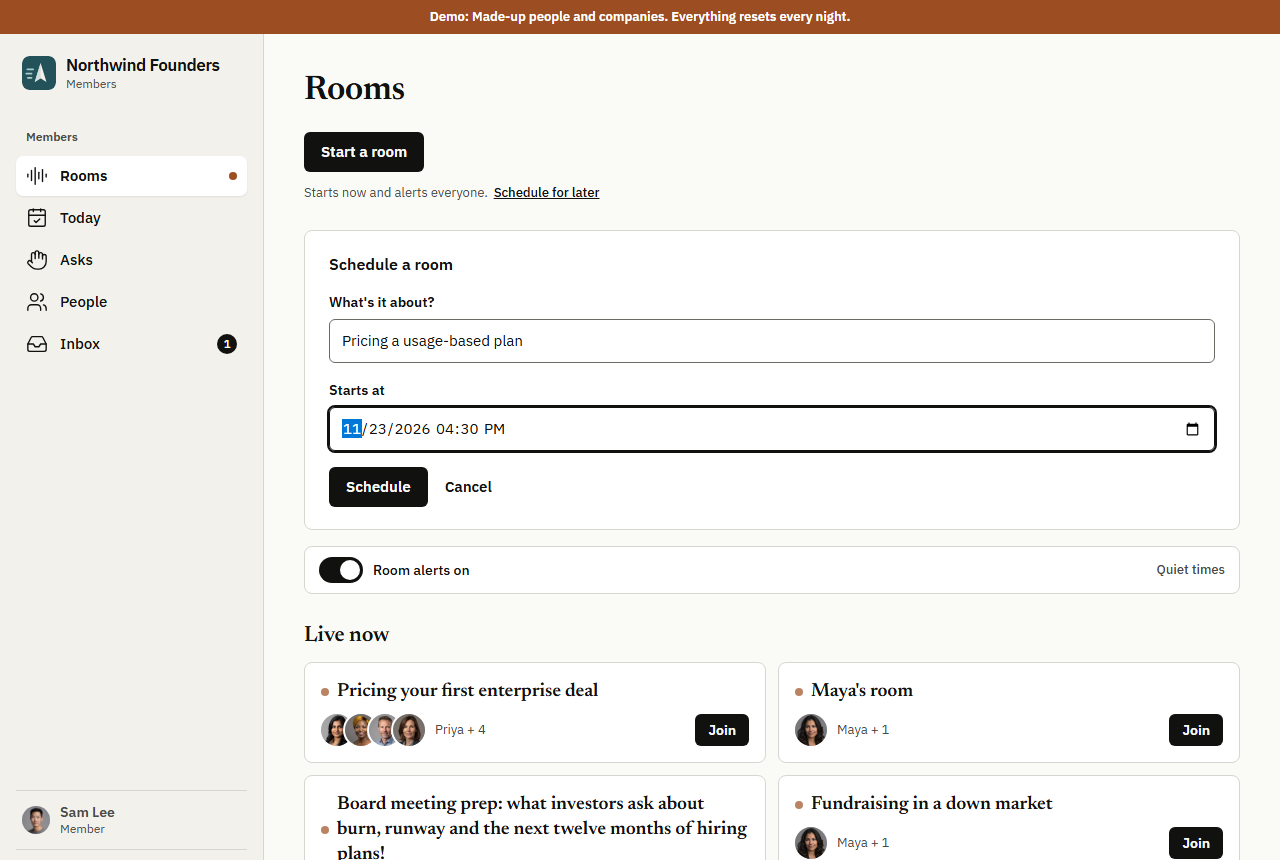 Demo: Made-up people and companies. Everything resets every night.
Northwind Founders
Members
Members
Rooms
Today
Asks
People
Inbox
1
Sam Lee
Member
Rooms
Start a room
Starts now and alerts everyone. Schedule for later
Schedule a room
What's it about?
Pricing a usage-based plan
Starts at
11/23/2026 04:30 PM
Schedule
Cancel
Room alerts on
Quiet times
Live now
Pricing your first enterprise deal
Priya + 4
Join
Maya's room
Maya + 1
Join
Board meeting prep: what investors ask about
burn, runway and the next twelve months of hiring
plans!
Fundraising in a down market
Maya + 1
Join